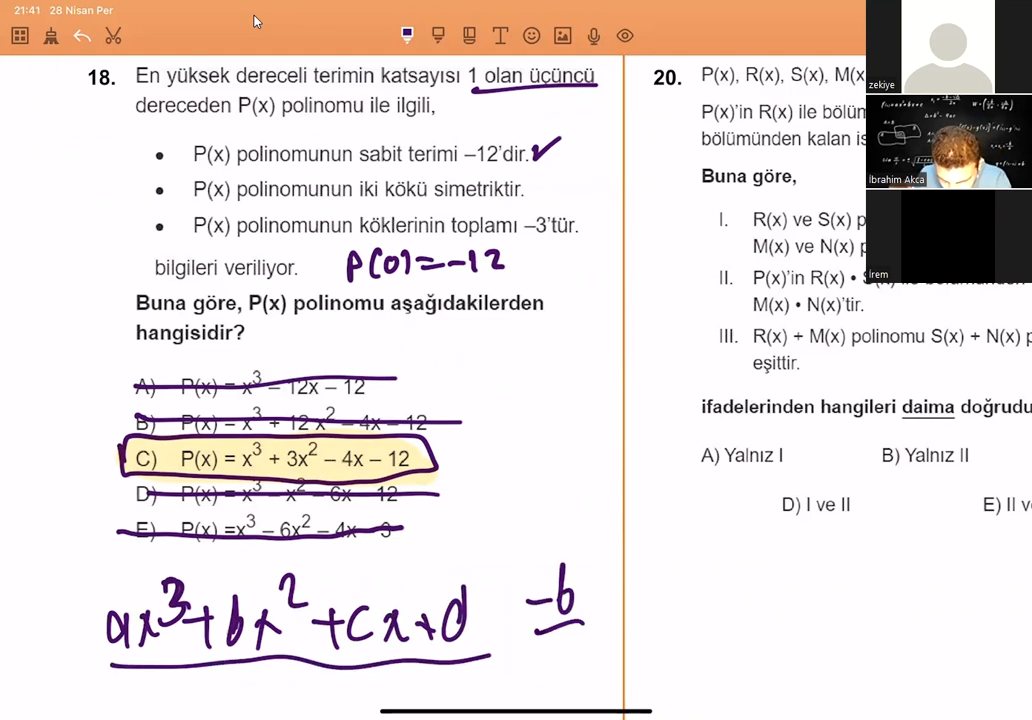 21:41 28 Nisan Per
18. En yüksek dereceli terimin katsayısı 1 olan üçüncü
dereceden P(x) polinomu ile ilgili,
• P(x) polinomunun sabit terimi –12'dir. ✓
• P(x) polinomunun iki kökü simetriktir.
• P(x) polinomunun köklerinin toplamı –3'tür.
bilgileri veriliyor.
P(0) = -12
Buna göre, P(x) polinomu aşağıdakilerden
hangisidir?
A) P(x) = x³ – 12x – 12
B) P(x) = x³ + 12x² – 4x – 12
C) P(x) = x³ + 3x² – 4x – 12
D) P(x) = x³ – x² – 6x – 12
E) P(x) =x³ – 6x² – 4x – 3
ax³+bx²+cx+d
-b
20. P(x), R(x), S(x), M(x
P(x)'in R(x) ile bölüm
bölümünden kalan is
Buna göre,
I. R(x) ve S(x) p
M(x) ve N(x) p
II. P(x)'in R(x) •
M(x) • N(x)'tir.
III. R(x) + M(x) polinomu S(x) + N(x) p
eşittir.
ifadelerinden hangileri daima doğrudu
A) Yalnız I B) Yalnız II
D) I ve II E) II v
zekiye
İbrahim Akca
İrem